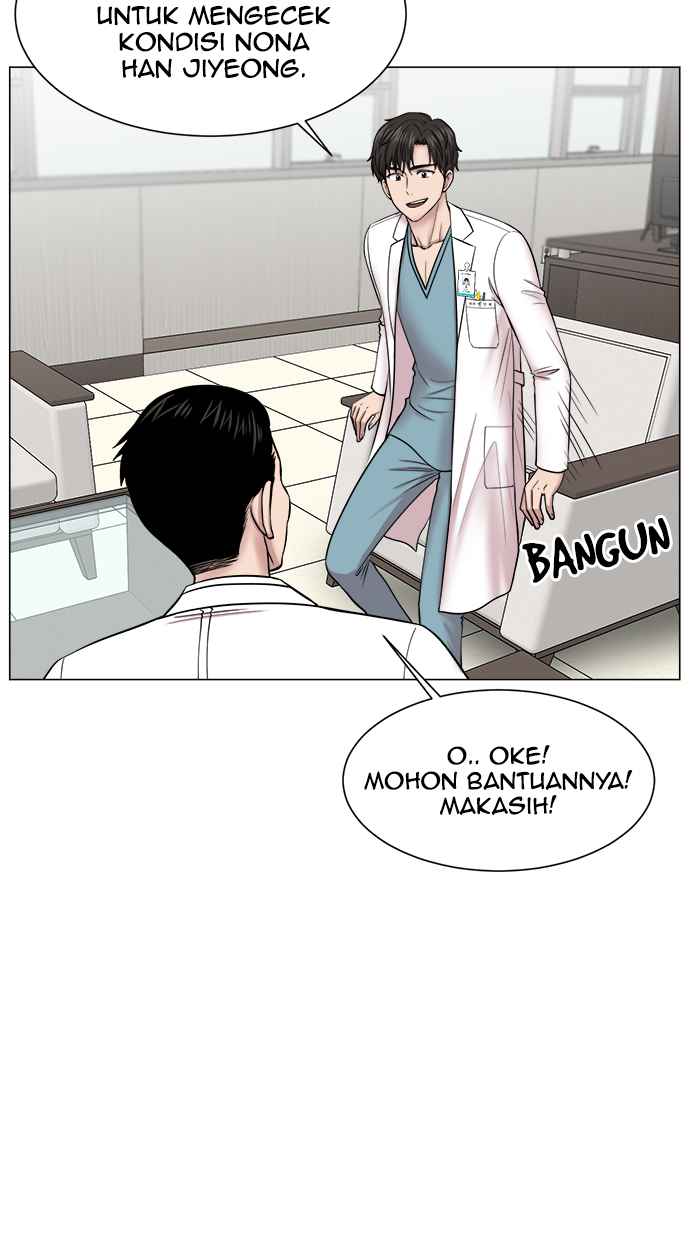 UNTUK MENGECEK
KONDISI NONA
HAN JIYEONG.
BANGUN
O.. OKE!
MOHON BANTUANNYA!
MAKASIH!